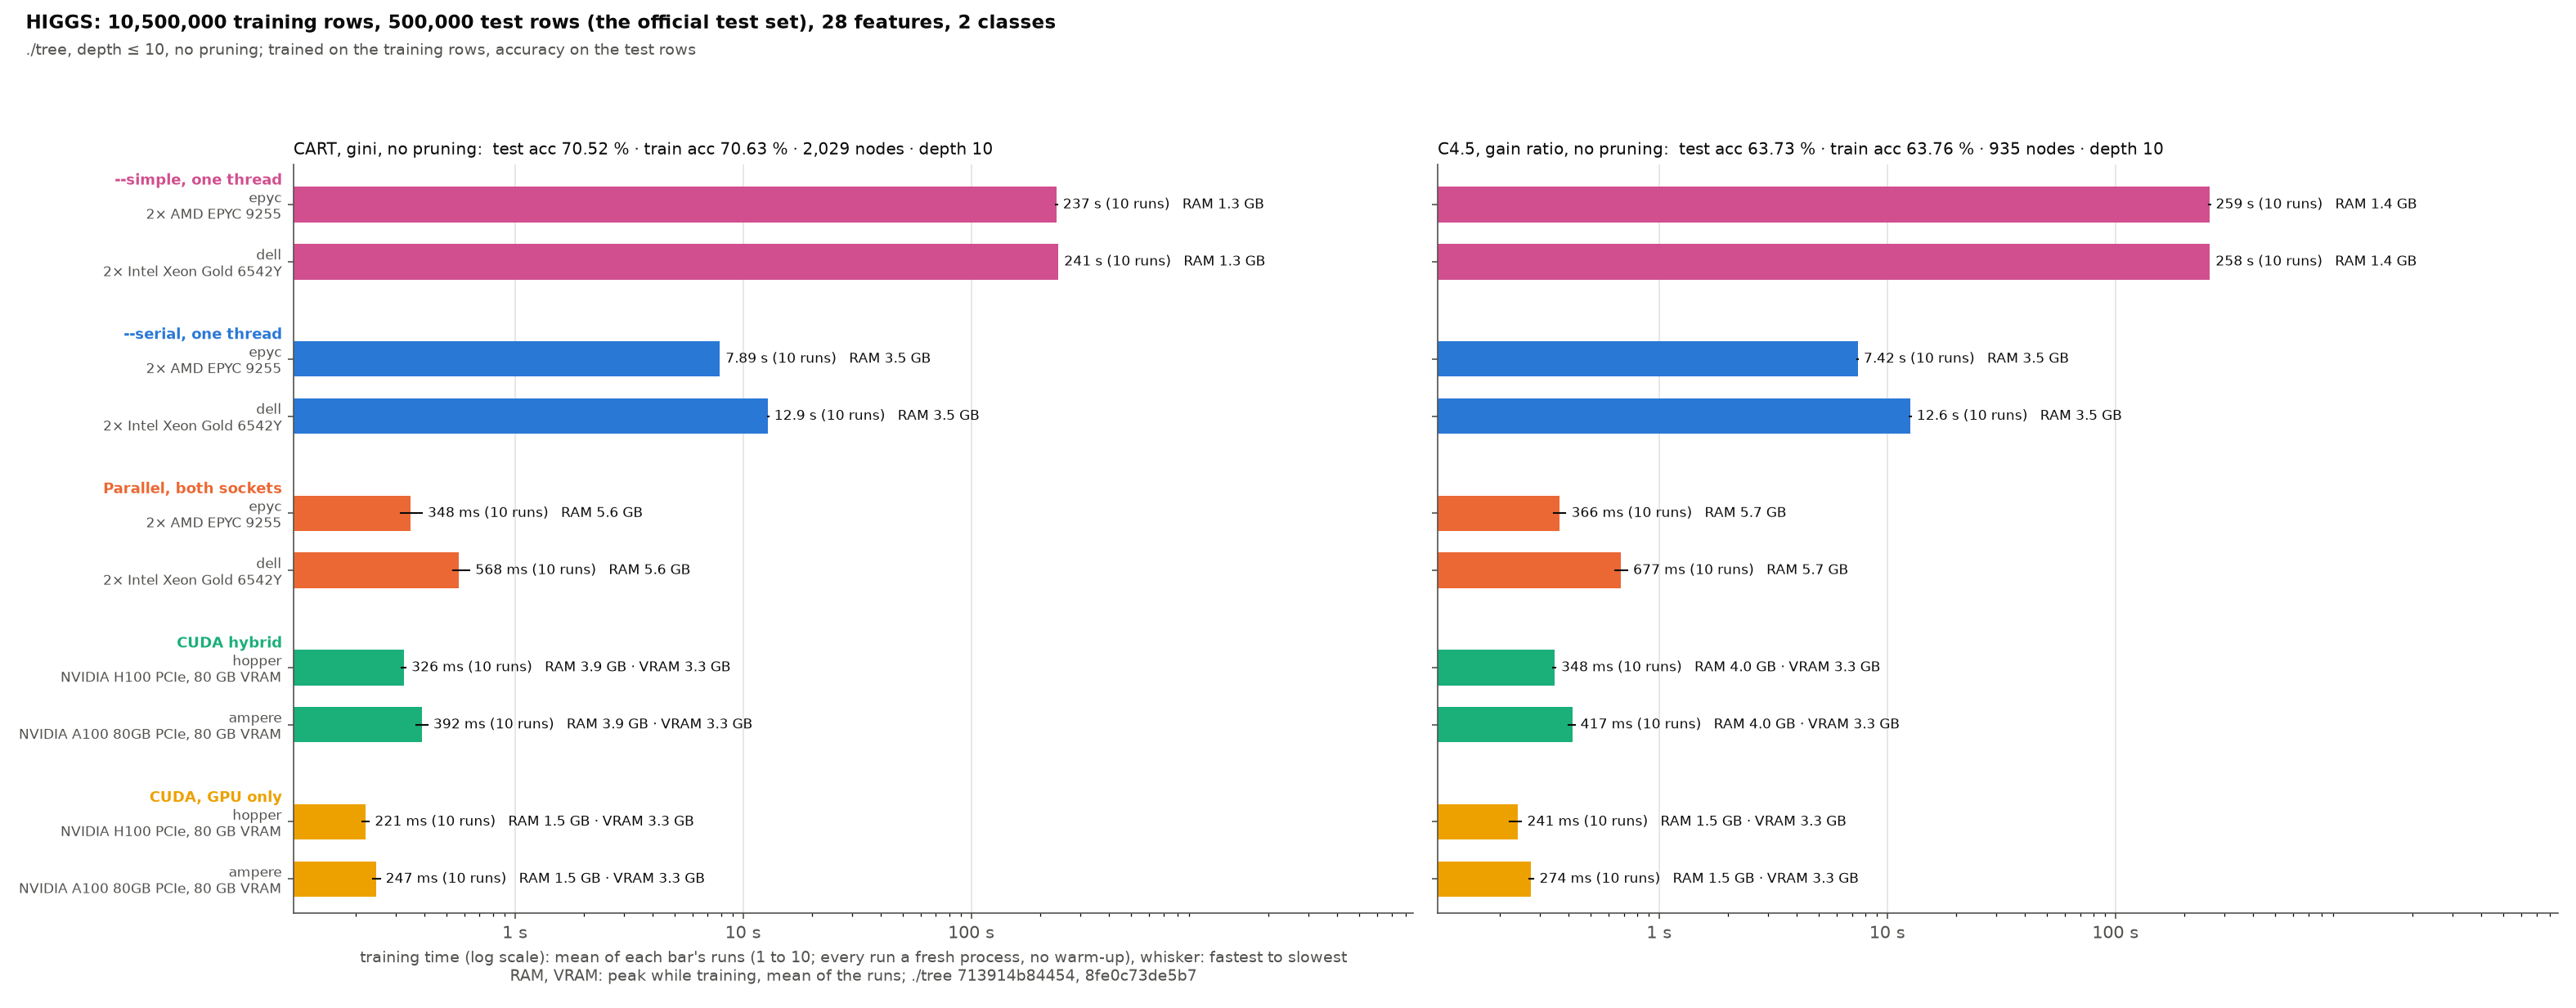 HIGGS: 10,500,000 training rows, 500,000 test rows (the official test set), 28 features, 2 classes
./tree, depth ≤ 10, no pruning; trained on the training rows, accuracy on the test rows
CART, gini, no pruning:  test acc 70.52 % · train acc 70.63 % · 2,029 nodes · depth 10
--simple, one thread
epyc
2× AMD EPYC 9255
237 s (10 runs)   RAM 1.3 GB
dell
2× Intel Xeon Gold 6542Y
241 s (10 runs)   RAM 1.3 GB
--serial, one thread
epyc
2× AMD EPYC 9255
7.89 s (10 runs)   RAM 3.5 GB
dell
2× Intel Xeon Gold 6542Y
12.9 s (10 runs)   RAM 3.5 GB
Parallel, both sockets
epyc
2× AMD EPYC 9255
348 ms (10 runs)   RAM 5.6 GB
dell
2× Intel Xeon Gold 6542Y
568 ms (10 runs)   RAM 5.6 GB
CUDA hybrid
hopper
NVIDIA H100 PCIe, 80 GB VRAM
326 ms (10 runs)   RAM 3.9 GB · VRAM 3.3 GB
ampere
NVIDIA A100 80GB PCIe, 80 GB VRAM
392 ms (10 runs)   RAM 3.9 GB · VRAM 3.3 GB
CUDA, GPU only
hopper
NVIDIA H100 PCIe, 80 GB VRAM
221 ms (10 runs)   RAM 1.5 GB · VRAM 3.3 GB
ampere
NVIDIA A100 80GB PCIe, 80 GB VRAM
247 ms (10 runs)   RAM 1.5 GB · VRAM 3.3 GB
1 s 10 s 100 s
C4.5, gain ratio, no pruning:  test acc 63.73 % · train acc 63.76 % · 935 nodes · depth 10
259 s (10 runs)   RAM 1.4 GB
258 s (10 runs)   RAM 1.4 GB
7.42 s (10 runs)   RAM 3.5 GB
12.6 s (10 runs)   RAM 3.5 GB
366 ms (10 runs)   RAM 5.7 GB
677 ms (10 runs)   RAM 5.7 GB
348 ms (10 runs)   RAM 4.0 GB · VRAM 3.3 GB
417 ms (10 runs)   RAM 4.0 GB · VRAM 3.3 GB
241 ms (10 runs)   RAM 1.5 GB · VRAM 3.3 GB
274 ms (10 runs)   RAM 1.5 GB · VRAM 3.3 GB
1 s 10 s 100 s
training time (log scale): mean of each bar's runs (1 to 10; every run a fresh process, no warm-up), whisker: fastest to slowest
RAM, VRAM: peak while training, mean of the runs; ./tree 713914b84454, 8fe0c73de5b7